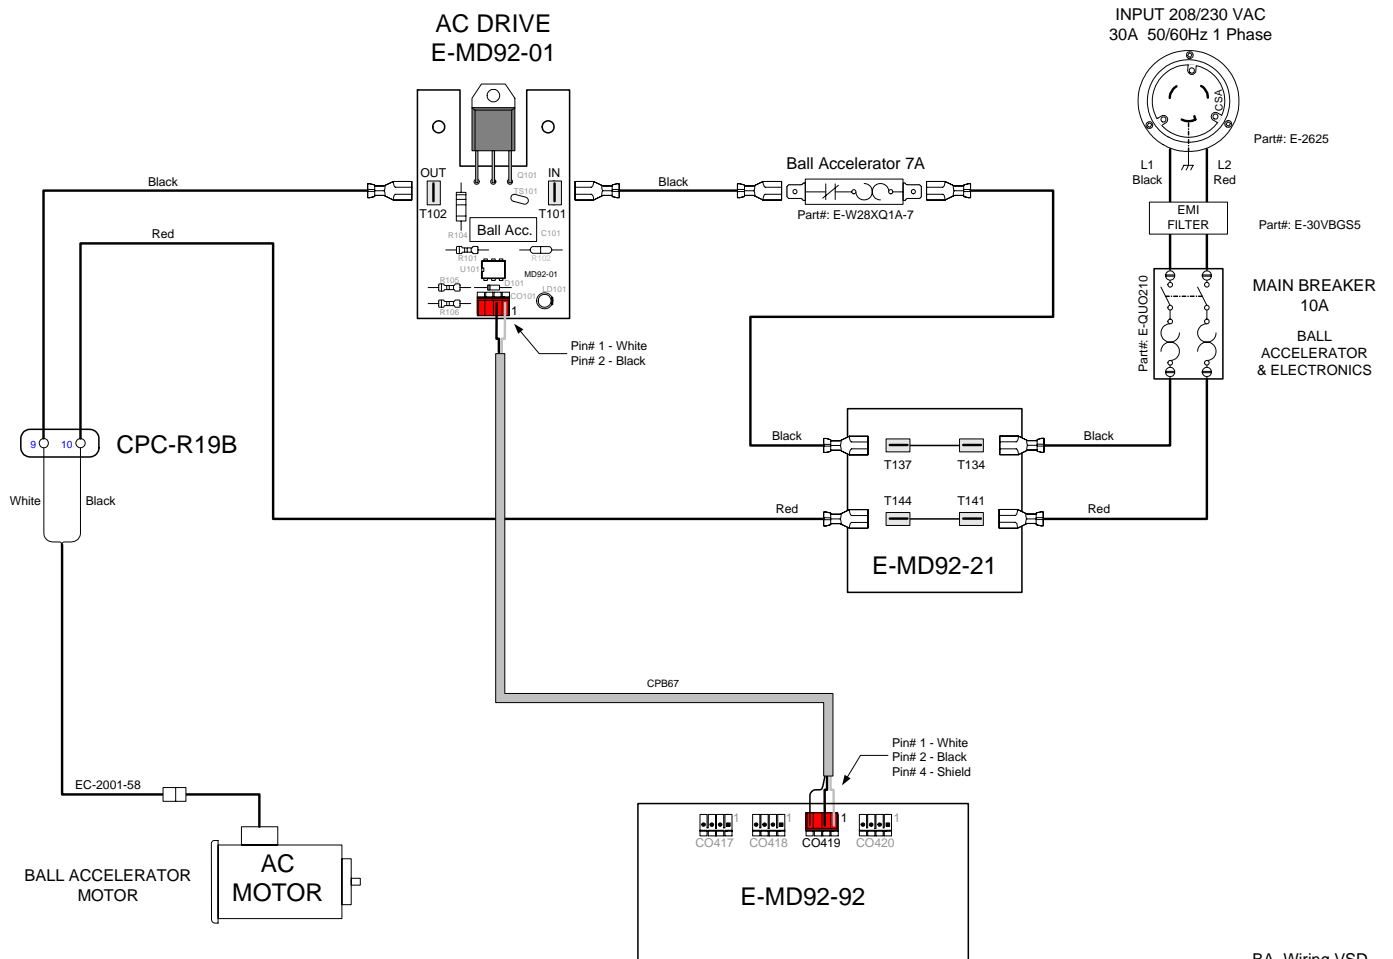 AC DRIVE
E-MD92-01
INPUT 208/230 VAC
30A 50/60Hz 1 Phase
CSA
Part#: E-2625
L1
Black
L2
Red
EMI
FILTER
Part#: E-30VBGS5
Part#: E-QUO210
MAIN BREAKER
10A
BALL
ACCELERATOR
& ELECTRONICS
Black
OUT
T102
Q101
TS101
IN
T101
R104
Ball Acc.
C101
R101
R102
U101
MD92-01
R105
D101
LD101
R106
CO101
1
Pin# 1 - White
Pin# 2 - Black
Black
Ball Accelerator 7A
Part#: E-W28XQ1A-7
Red
9
10
CPC-R19B
White
Black
Black
T137
T134
Black
Red
T144
T141
Red
E-MD92-21
CPB67
Pin# 1 - White
Pin# 2 - Black
Pin# 4 - Shield
EC-2001-58
BALL ACCELERATOR
MOTOR
AC
MOTOR
1
CO417
1
CO418
1
CO419
1
CO420
E-MD92-92
BA_Wiring.VSD